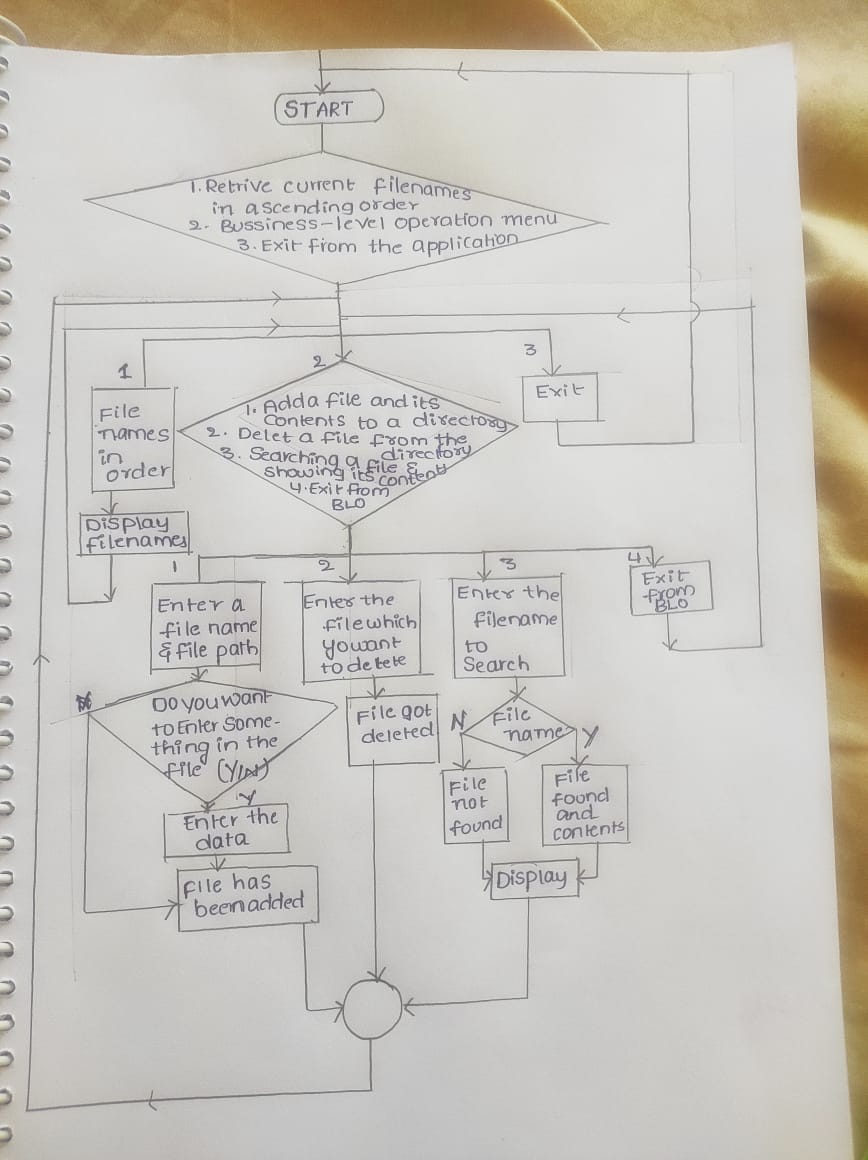 START
1. Retrive current filenames
in ascending order
2. Bussiness-level operation menu
3. Exit from the application
1
2
3
File
names
in
order
Exit
1. Add a file and its
contents to a directory
2. Delet a file from the
directory
3. Searching a file &
showing its content
4. Exit from
BLO
Display
filenames
1
2
3
4
Enter a
file name
& file path
Enter the
file which
yo want
to detete
Enter the
filename
to
Search
Exit
from
BLO
Do you want
to Enter some-
thing in the
file (Y/N)
File got
deleted
N
File
name
Y
Y
Enter the
data
File
not
found
File
found
and
contents
File has
been added
Display